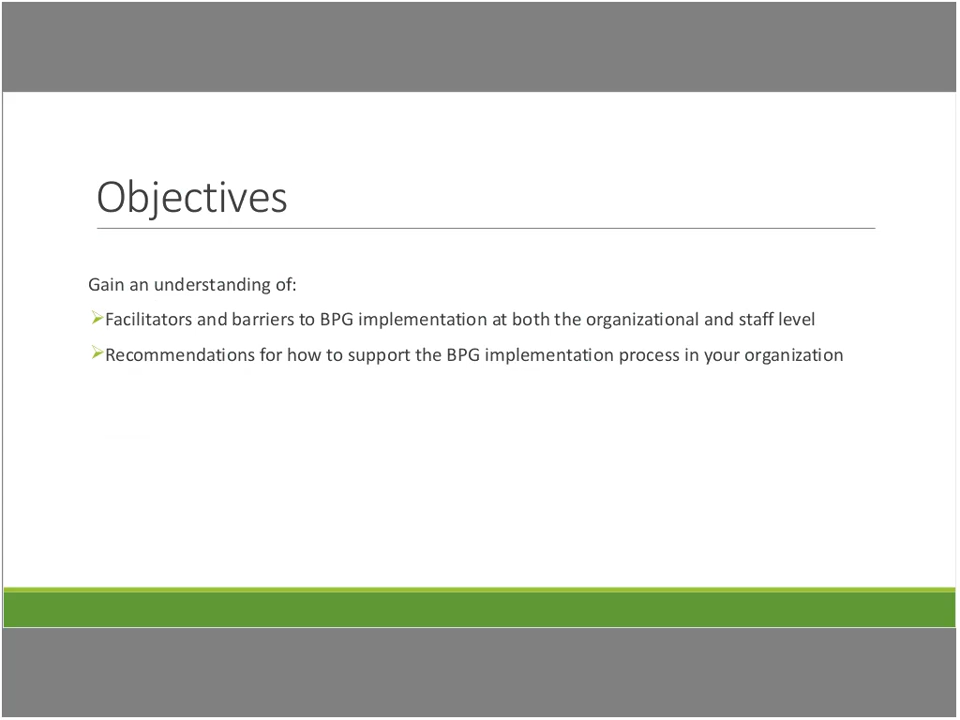 Objectives
Gain an understanding of:
➢Facilitators and barriers to BPG implementation at both the organizational and staff level
➢Recommendations for how to support the BPG implementation process in your organization